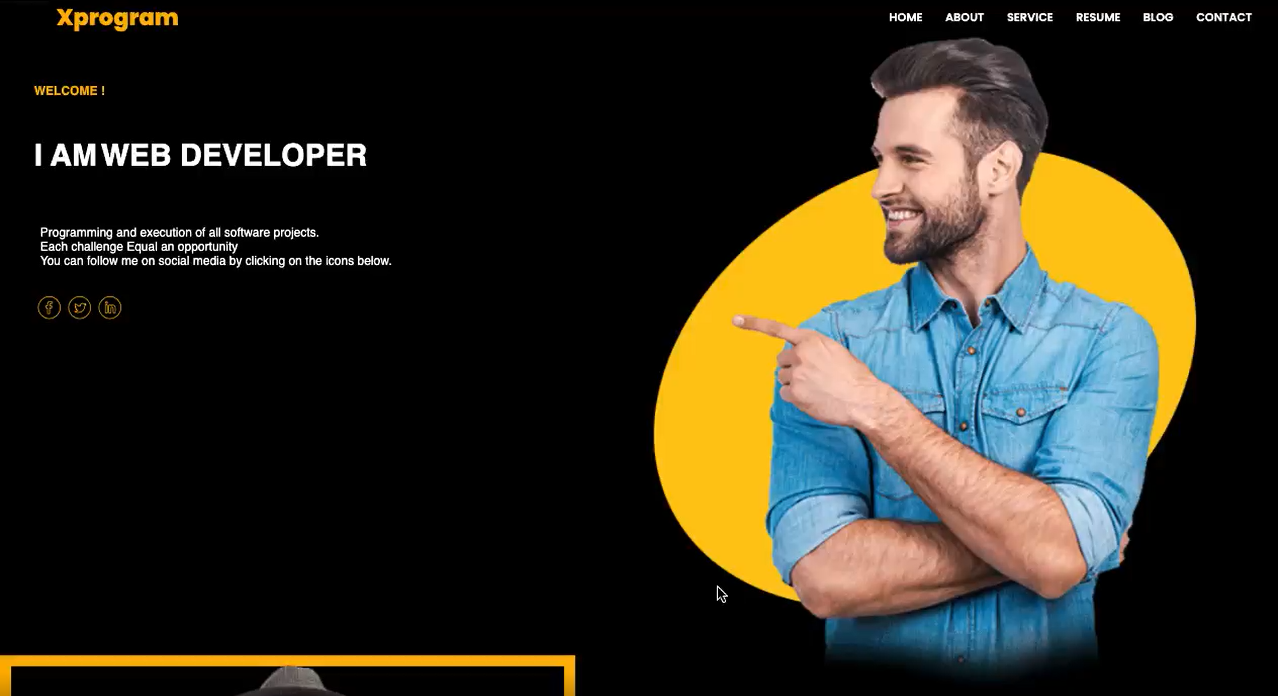 Xprogram
HOME ABOUT SERVICE RESUME BLOG CONTACT
WELCOME !
I AM WEB DEVELOPER
Programming and execution of all software projects.
Each challenge Equal an opportunity
You can follow me on social media by clicking on the icons below.